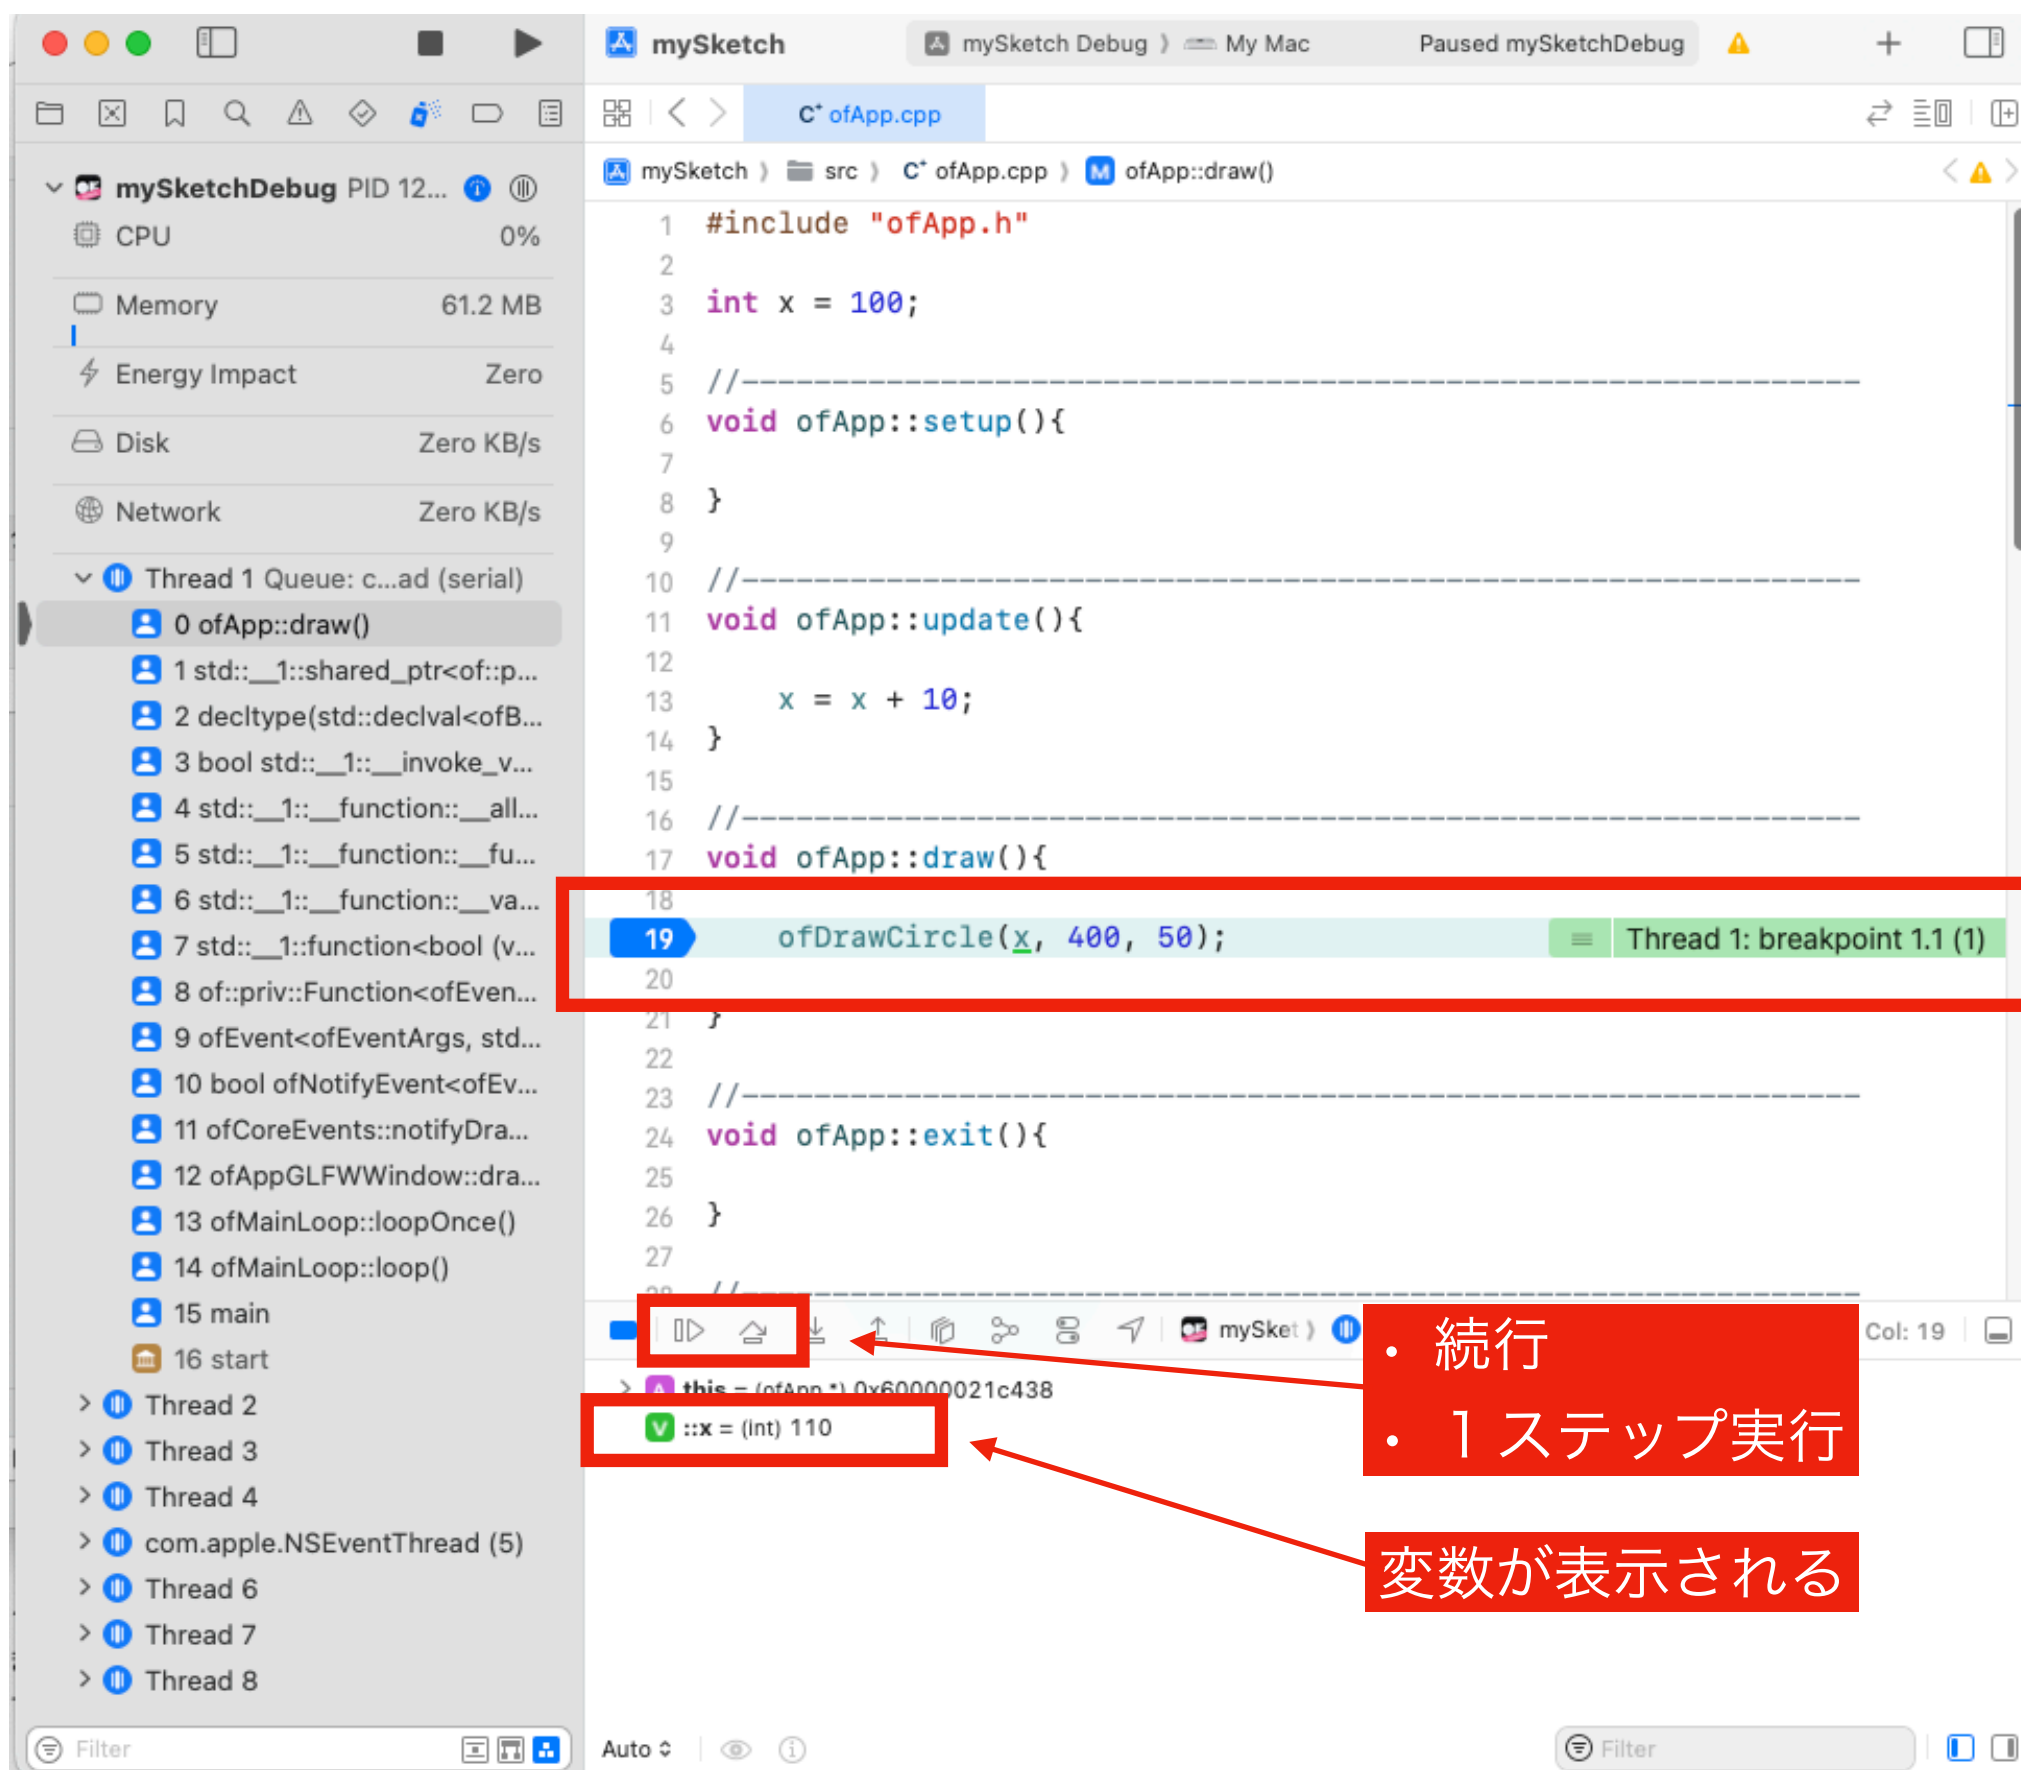 mySketch
mySketch Debug 〉 My Mac
Paused mySketchDebug
C⁺ ofApp.cpp
mySketch 〉 src 〉 C⁺ ofApp.cpp 〉 M ofApp::draw()
mySketchDebug PID 12...
CPU 0%
Memory 61.2 MB
Energy Impact Zero
Disk Zero KB/s
Network Zero KB/s
Thread 1 Queue: c...ad (serial)
0 ofApp::draw()
1 std::__1::shared_ptr<of::p...
2 decltype(std::declval<ofB...
3 bool std::__1::__invoke_v...
4 std::__1::__function::__all...
5 std::__1::__function::__fu...
6 std::__1::__function::__va...
7 std::__1::function<bool (v...
8 of::priv::Function<ofEven...
9 ofEvent<ofEventArgs, std...
10 bool ofNotifyEvent<ofEv...
11 ofCoreEvents::notifyDra...
12 ofAppGLFWWindow::dra...
13 ofMainLoop::loopOnce()
14 ofMainLoop::loop()
15 main
16 start
Thread 2
Thread 3
Thread 4
com.apple.NSEventThread (5)
Thread 6
Thread 7
Thread 8
Filter
1 #include "ofApp.h"
2
3 int x = 100;
4
5 //--------------------------------------------------------------
6 void ofApp::setup(){
7
8 }
9
10 //--------------------------------------------------------------
11 void ofApp::update(){
12
13     x = x + 10;
14 }
15
16 //--------------------------------------------------------------
17 void ofApp::draw(){
18
19     ofDrawCircle(x, 400, 50); Thread 1: breakpoint 1.1 (1)
20
21 }
22
23 //--------------------------------------------------------------
24 void ofApp::exit(){
25
26 }
27
28 //--------------------------------------------------------------
mySket 〉
Col: 19
this = (ofApp *) 0x60000021c438
V ::x = (int) 110
・続行
・１ステップ実行
変数が表示される
Auto
Filter